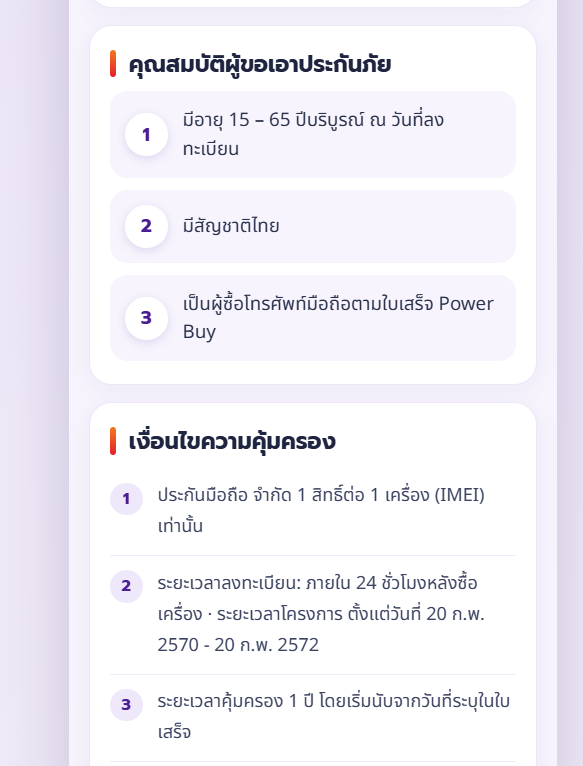 คุณสมบัติผู้ขอเอาประกันภัย
1
มีอายุ 15 – 65 ปีบริบูรณ์ ณ วันที่ลง
ทะเบียน
2
มีสัญชาติไทย
3
เป็นผู้ซื้อโทรศัพท์มือถือตามใบเสร็จ Power
Buy
เงื่อนไขความคุ้มครอง
1
ประกันมือถือ จำกัด 1 สิทธิ์ต่อ 1 เครื่อง (IMEI)
เท่านั้น
2
ระยะเวลาลงทะเบียน: ภายใน 24 ชั่วโมงหลังซื้อ
เครื่อง · ระยะเวลาโครงการ ตั้งแต่วันที่ 20 ก.พ.
2570 - 20 ก.พ. 2572
3
ระยะเวลาคุ้มครอง 1 ปี โดยเริ่มนับจากวันที่ระบุในใบ
เสร็จ